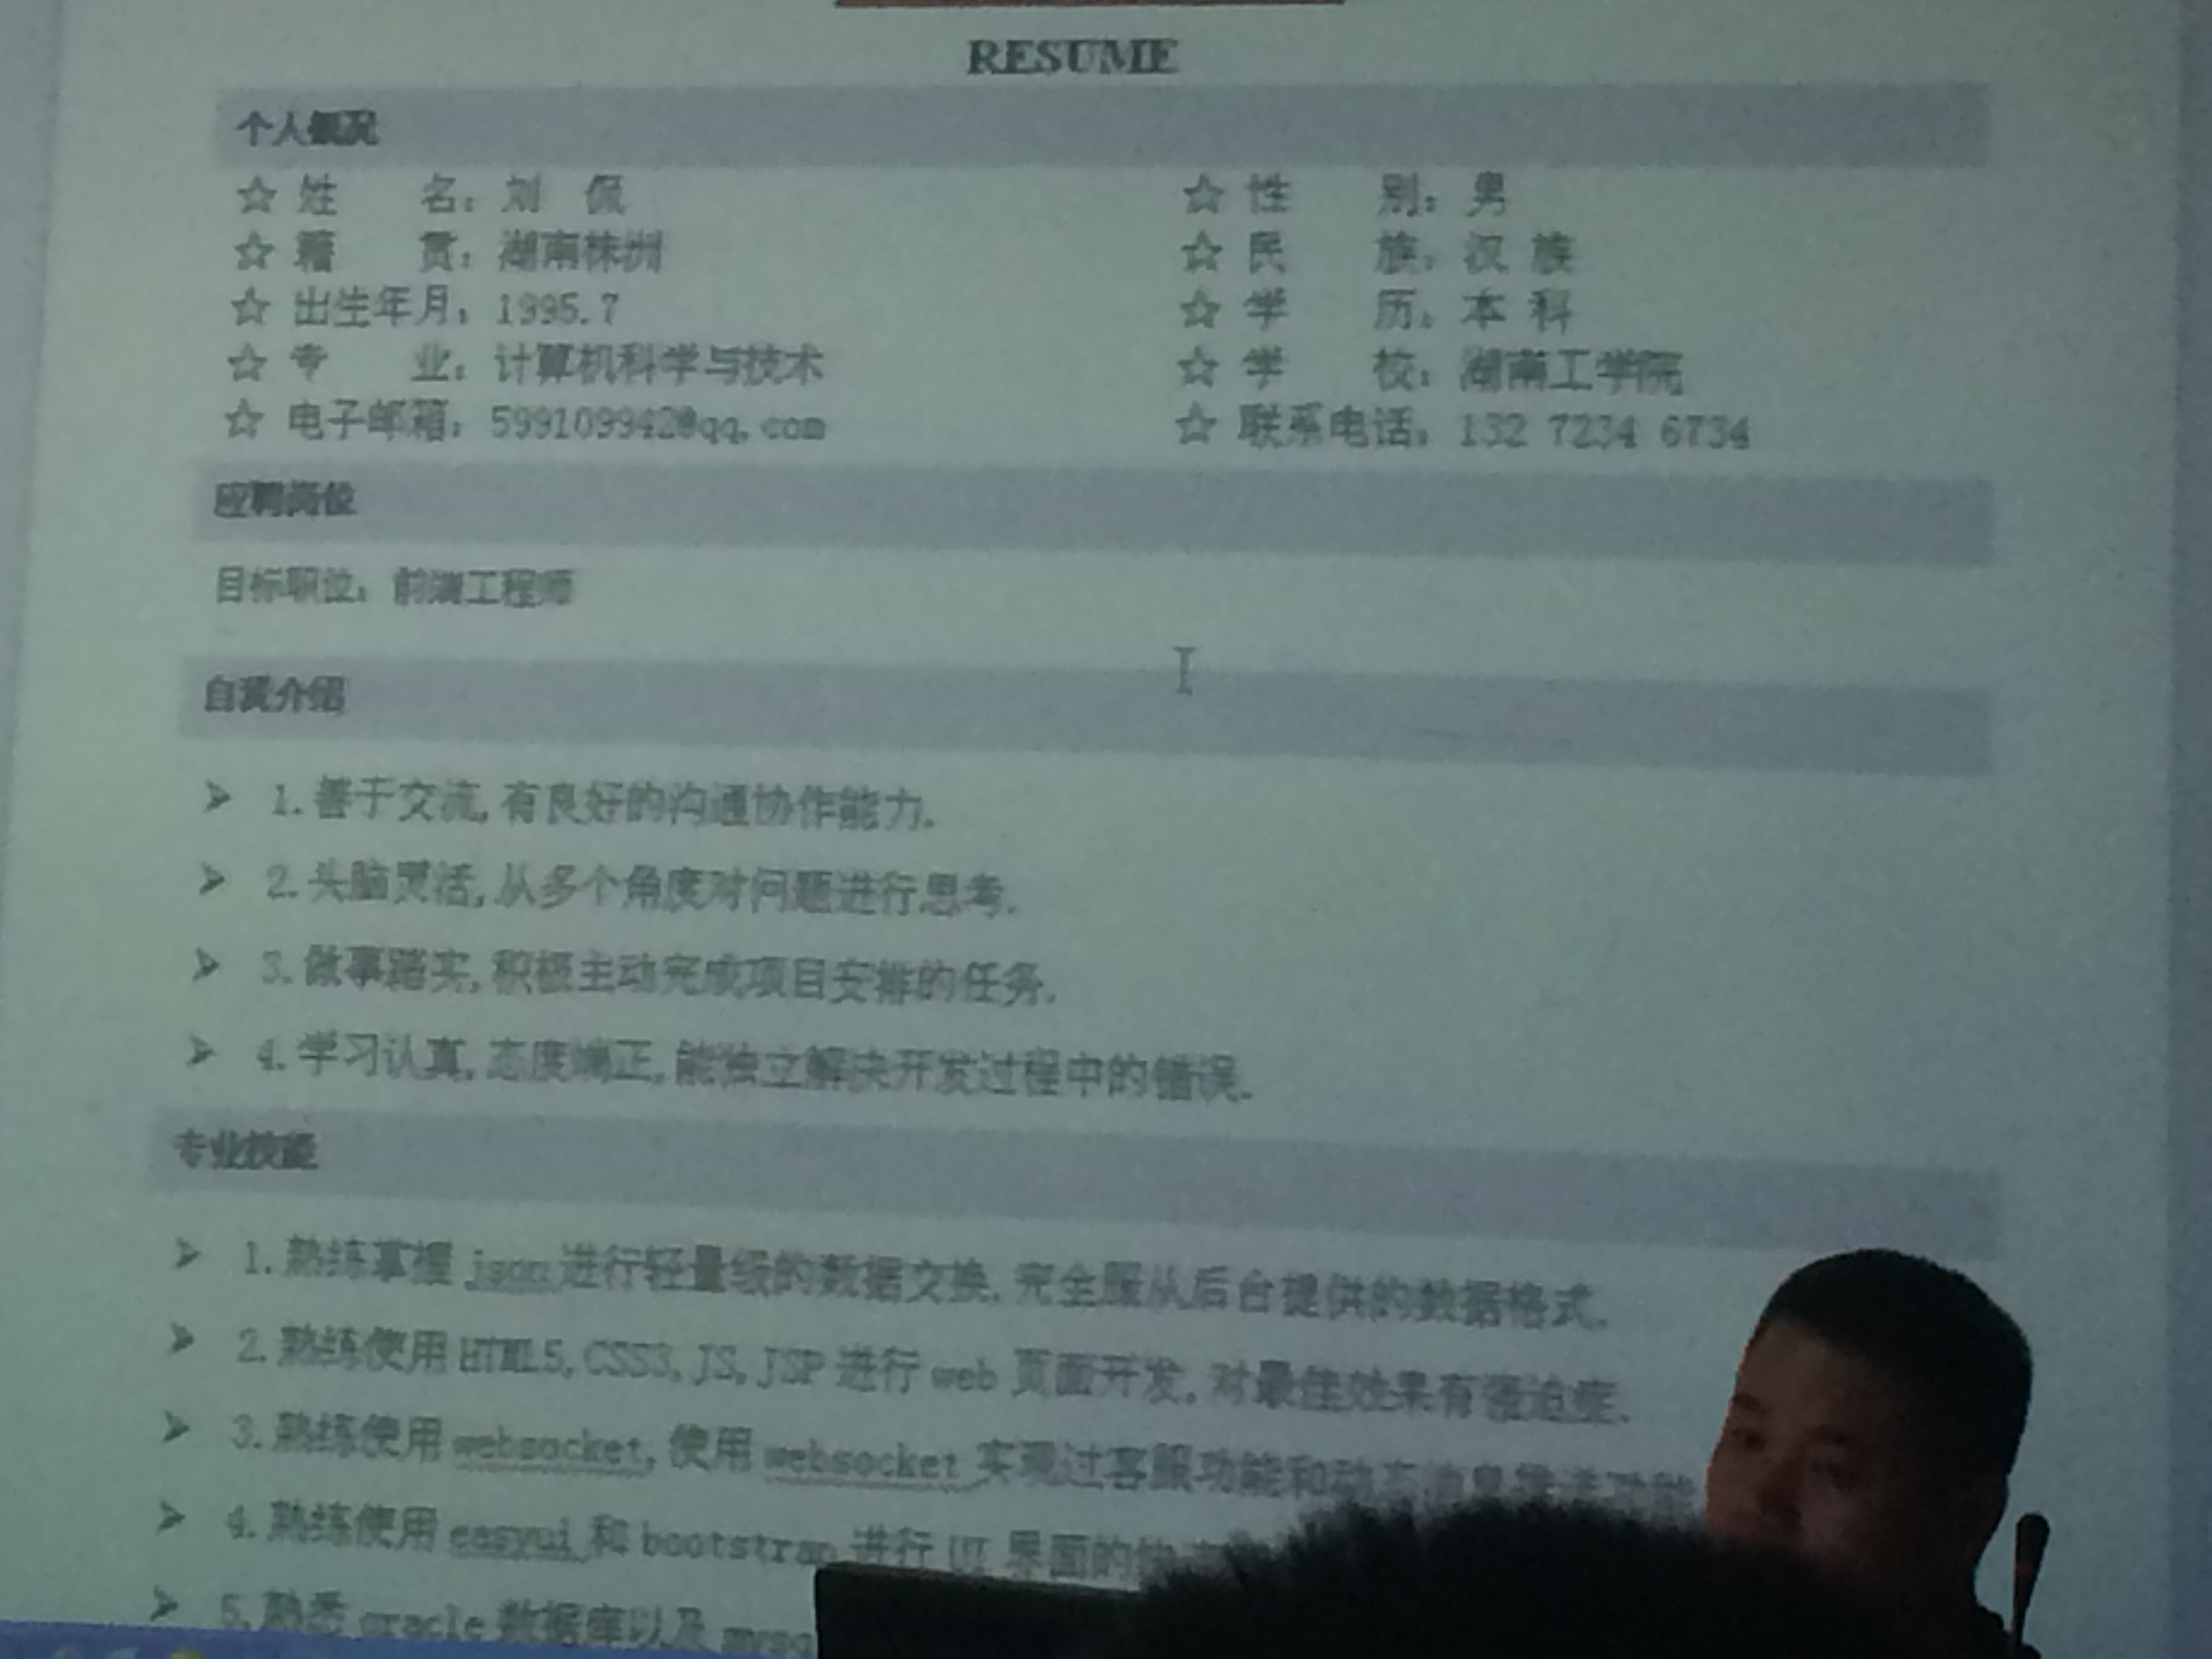 RESUME
个人概况
☆ 姓 名：刘 侃 ☆ 性 别：男
☆ 籍 贯：湖南株洲 ☆ 民 族：汉 族
☆ 出生年月：1995.7 ☆ 学 历：本 科
☆ 专 业：计算机科学与技术 ☆ 学 校：湖南工学院
☆ 电子邮箱：599109942@qq.com ☆ 联系电话：132 7234 6734
应聘岗位
目标职位：前端工程师
自我介绍
➢ 1.善于交流,有良好的沟通协作能力.
➢ 2.头脑灵活,从多个角度对问题进行思考.
➢ 3.做事踏实,积极主动完成项目安排的任务.
➢ 4.学习认真,态度端正,能独立解决开发过程中的错误.
专业技能
➢ 1.熟练掌握 json 进行轻量级的数据交换.完全服从后台提供的数据格式.
➢ 2.熟练使用 HTML5,CSS3,JS,JSP 进行 web 页面开发,对最佳效果有强迫症.
➢ 3.熟练使用 websocket,使用 websocket 实现过客服功能和动态消息推送功能
➢ 4.熟练使用 easyui 和 bootstrap 进行 UI 界面的
➢ 5.熟悉 oracle 数据库以及